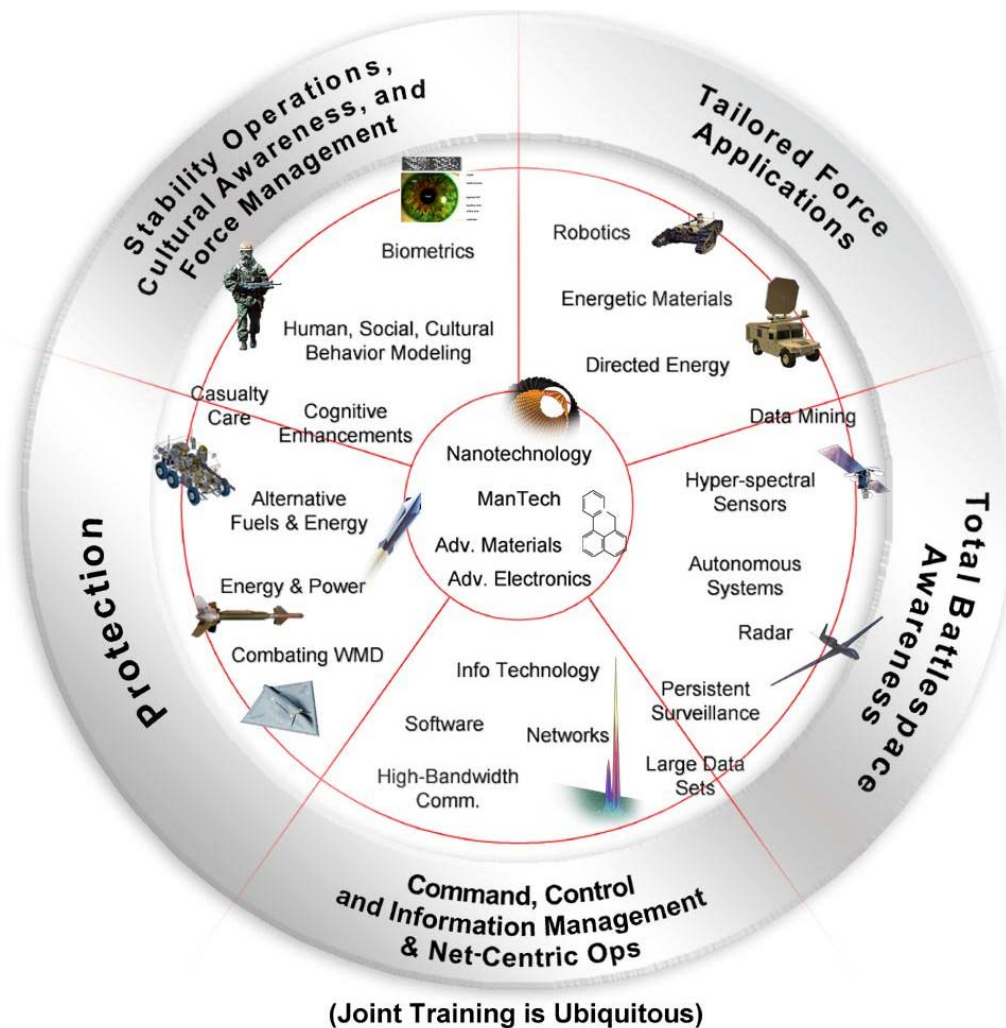 Stability Operations,
Cultural Awareness, and
Force Management
Tailored Force
Applications
Biometrics
Robotics
Energetic Materials
Human, Social, Cultural
Behavior Modeling
Directed Energy
Casualty
Care
Cognitive
Enhancements
Data Mining
Nanotechnology
Hyper-spectral
Sensors
Alternative
Fuels & Energy
ManTech
Adv. Materials
Adv. Electronics
Autonomous
Systems
Energy & Power
Radar
Protection
Total Battlespace
Awareness
Combating WMD
Info Technology
Persistent
Surveillance
Software
Networks
High-Bandwidth
Comm.
Large Data
Sets
Command, Control
and Information Management
& Net-Centric Ops
(Joint Training is Ubiquitous)